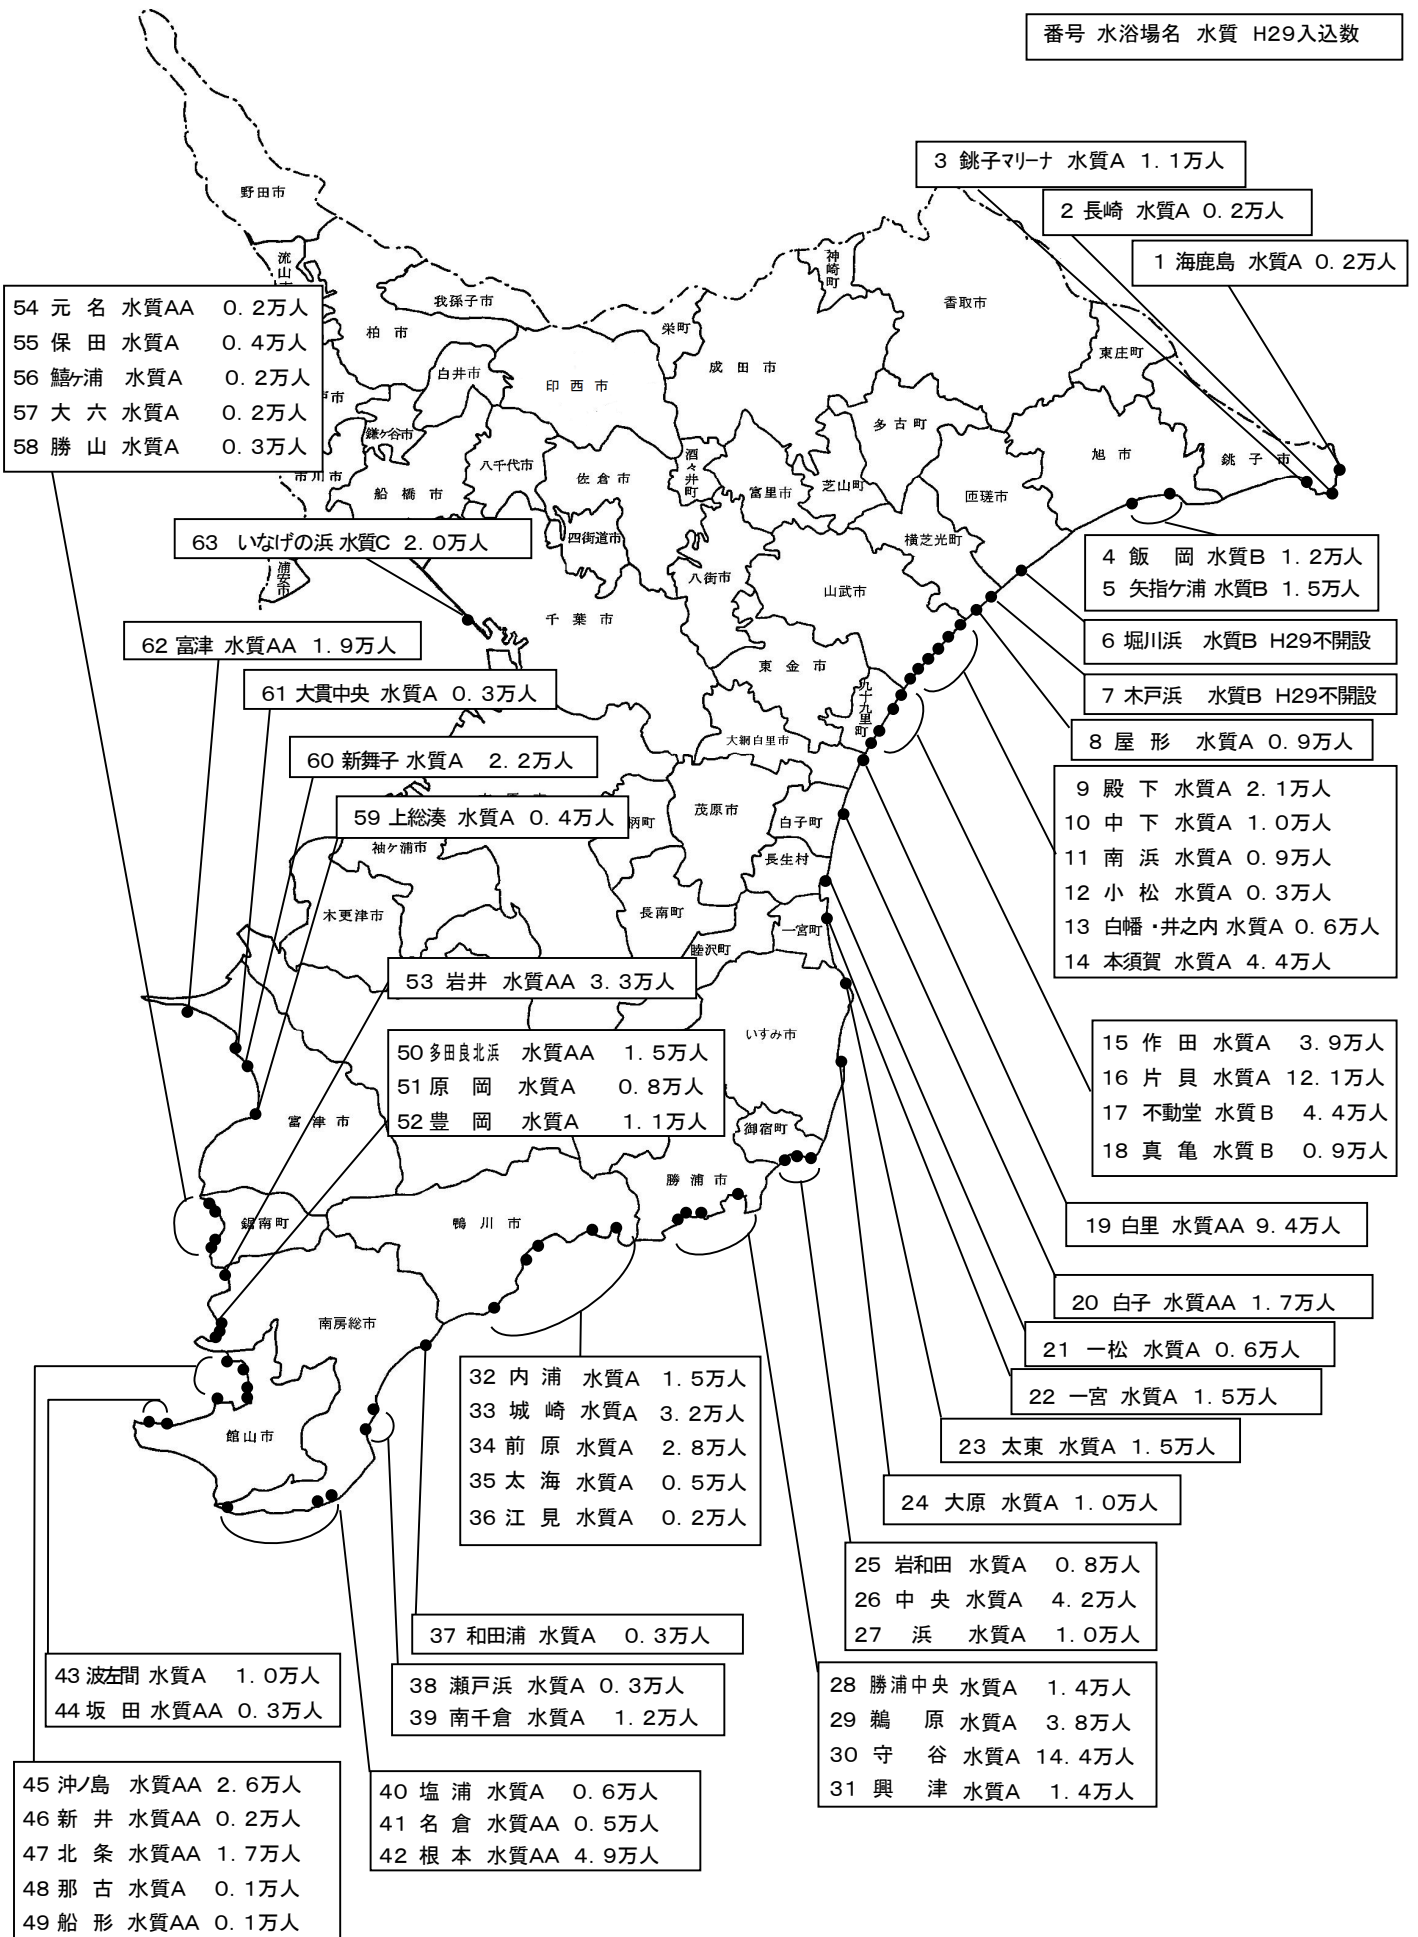 番号 水浴場名 水質 H29入込数
3 銚子マリーナ 水質A 1.1万人
2 長崎 水質A 0.2万人
1 海鹿島 水質A 0.2万人
野田市
流山
我孫子市
柏市
神崎町
香取市
栄町
成田市
東庄町
54 元名 水質AA 0.2万人
55 保田 水質A 0.4万人
56 鱚ケ浦 水質A 0.2万人
57 大六 水質A 0.2万人
58 勝山 水質A 0.3万人
白井市
印西市
多古町
旭市
銚子市
鎌ケ谷市
市川市
船橋市
八千代市
佐倉市
酒々井町
富里市
芝山町
匝瑳市
63 いなげの浜 水質C 2.0万人
四街道市
横芝光町
4 飯岡 水質B 1.2万人
5 矢指ケ浦 水質B 1.5万人
浦安市
八街市
山武市
千葉市
62 富津 水質AA 1.9万人
6 堀川浜 水質B H29不開設
東金市
7 木戸浜 水質B H29不開設
61 大貫中央 水質A 0.3万人
九十九里町
大網白里市
8 屋形 水質A 0.9万人
60 新舞子 水質A 2.2万人
59 上総湊 水質A 0.4万人
茂原市
白子町
袖ケ浦市
長生村
9 殿下 水質A 2.1万人
10 中下 水質A 1.0万人
11 南浜 水質A 0.9万人
12 小松 水質A 0.3万人
13 白幡・井之内 水質A 0.6万人
14 本須賀 水質A 4.4万人
木更津市
長南町
一宮町
睦沢町
53 岩井 水質AA 3.3万人
いすみ市
50 多田良北浜 水質AA 1.5万人
51 原岡 水質A 0.8万人
52 豊岡 水質A 1.1万人
15 作田 水質A 3.9万人
16 片貝 水質A 12.1万人
17 不動堂 水質B 4.4万人
18 真亀 水質B 0.9万人
富津市
御宿町
勝浦市
鋸南町
鴨川市
19 白里 水質AA 9.4万人
20 白子 水質AA 1.7万人
南房総市
21 一松 水質A 0.6万人
22 一宮 水質A 1.5万人
32 内浦 水質A 1.5万人
33 城崎 水質A 3.2万人
34 前原 水質A 2.8万人
35 太海 水質A 0.5万人
36 江見 水質A 0.2万人
館山市
23 太東 水質A 1.5万人
24 大原 水質A 1.0万人
25 岩和田 水質A 0.8万人
26 中央 水質A 4.2万人
27 浜 水質A 1.0万人
37 和田浦 水質A 0.3万人
43 波左間 水質A 1.0万人
44 坂田 水質AA 0.3万人
38 瀬戸浜 水質A 0.3万人
39 南千倉 水質A 1.2万人
28 勝浦中央 水質A 1.4万人
29 鵜原 水質A 3.8万人
30 守谷 水質A 14.4万人
31 興津 水質A 1.4万人
45 沖ノ島 水質AA 2.6万人
46 新井 水質AA 0.2万人
47 北条 水質AA 1.7万人
48 那古 水質A 0.1万人
49 船形 水質AA 0.1万人
40 塩浦 水質A 0.6万人
41 名倉 水質AA 0.5万人
42 根本 水質AA 4.9万人